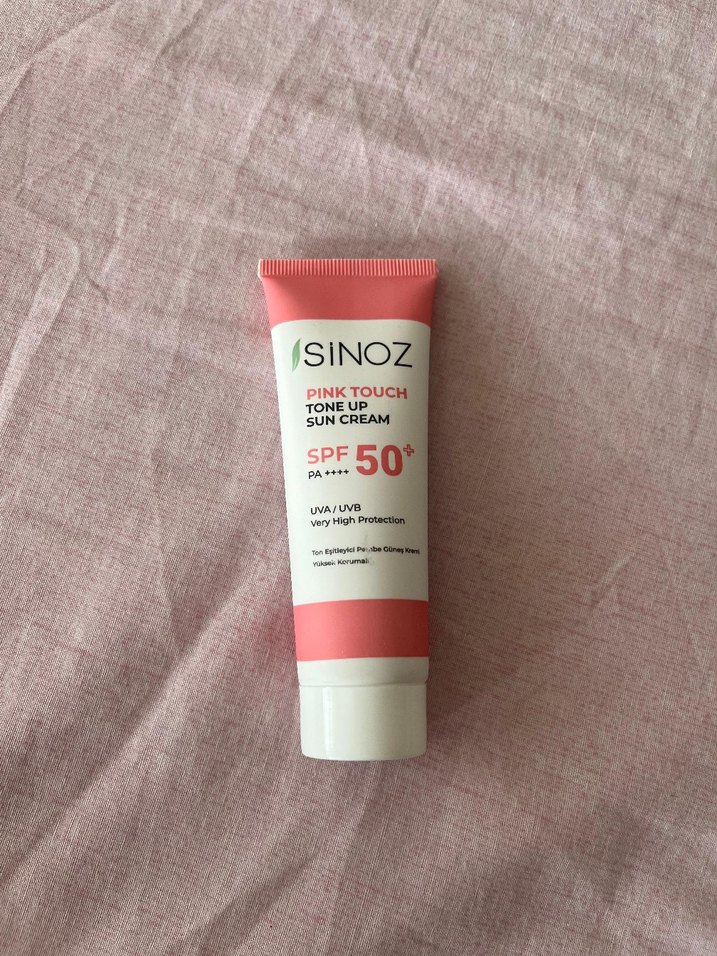 SiNOZ
PINK TOUCH
TONE UP
SUN CREAM
SPF 50+
PA ++++
UVA / UVB
Very High Protection
Ton Eşitleyici Pembe Güneş Kremi
Yüksek Korumalı